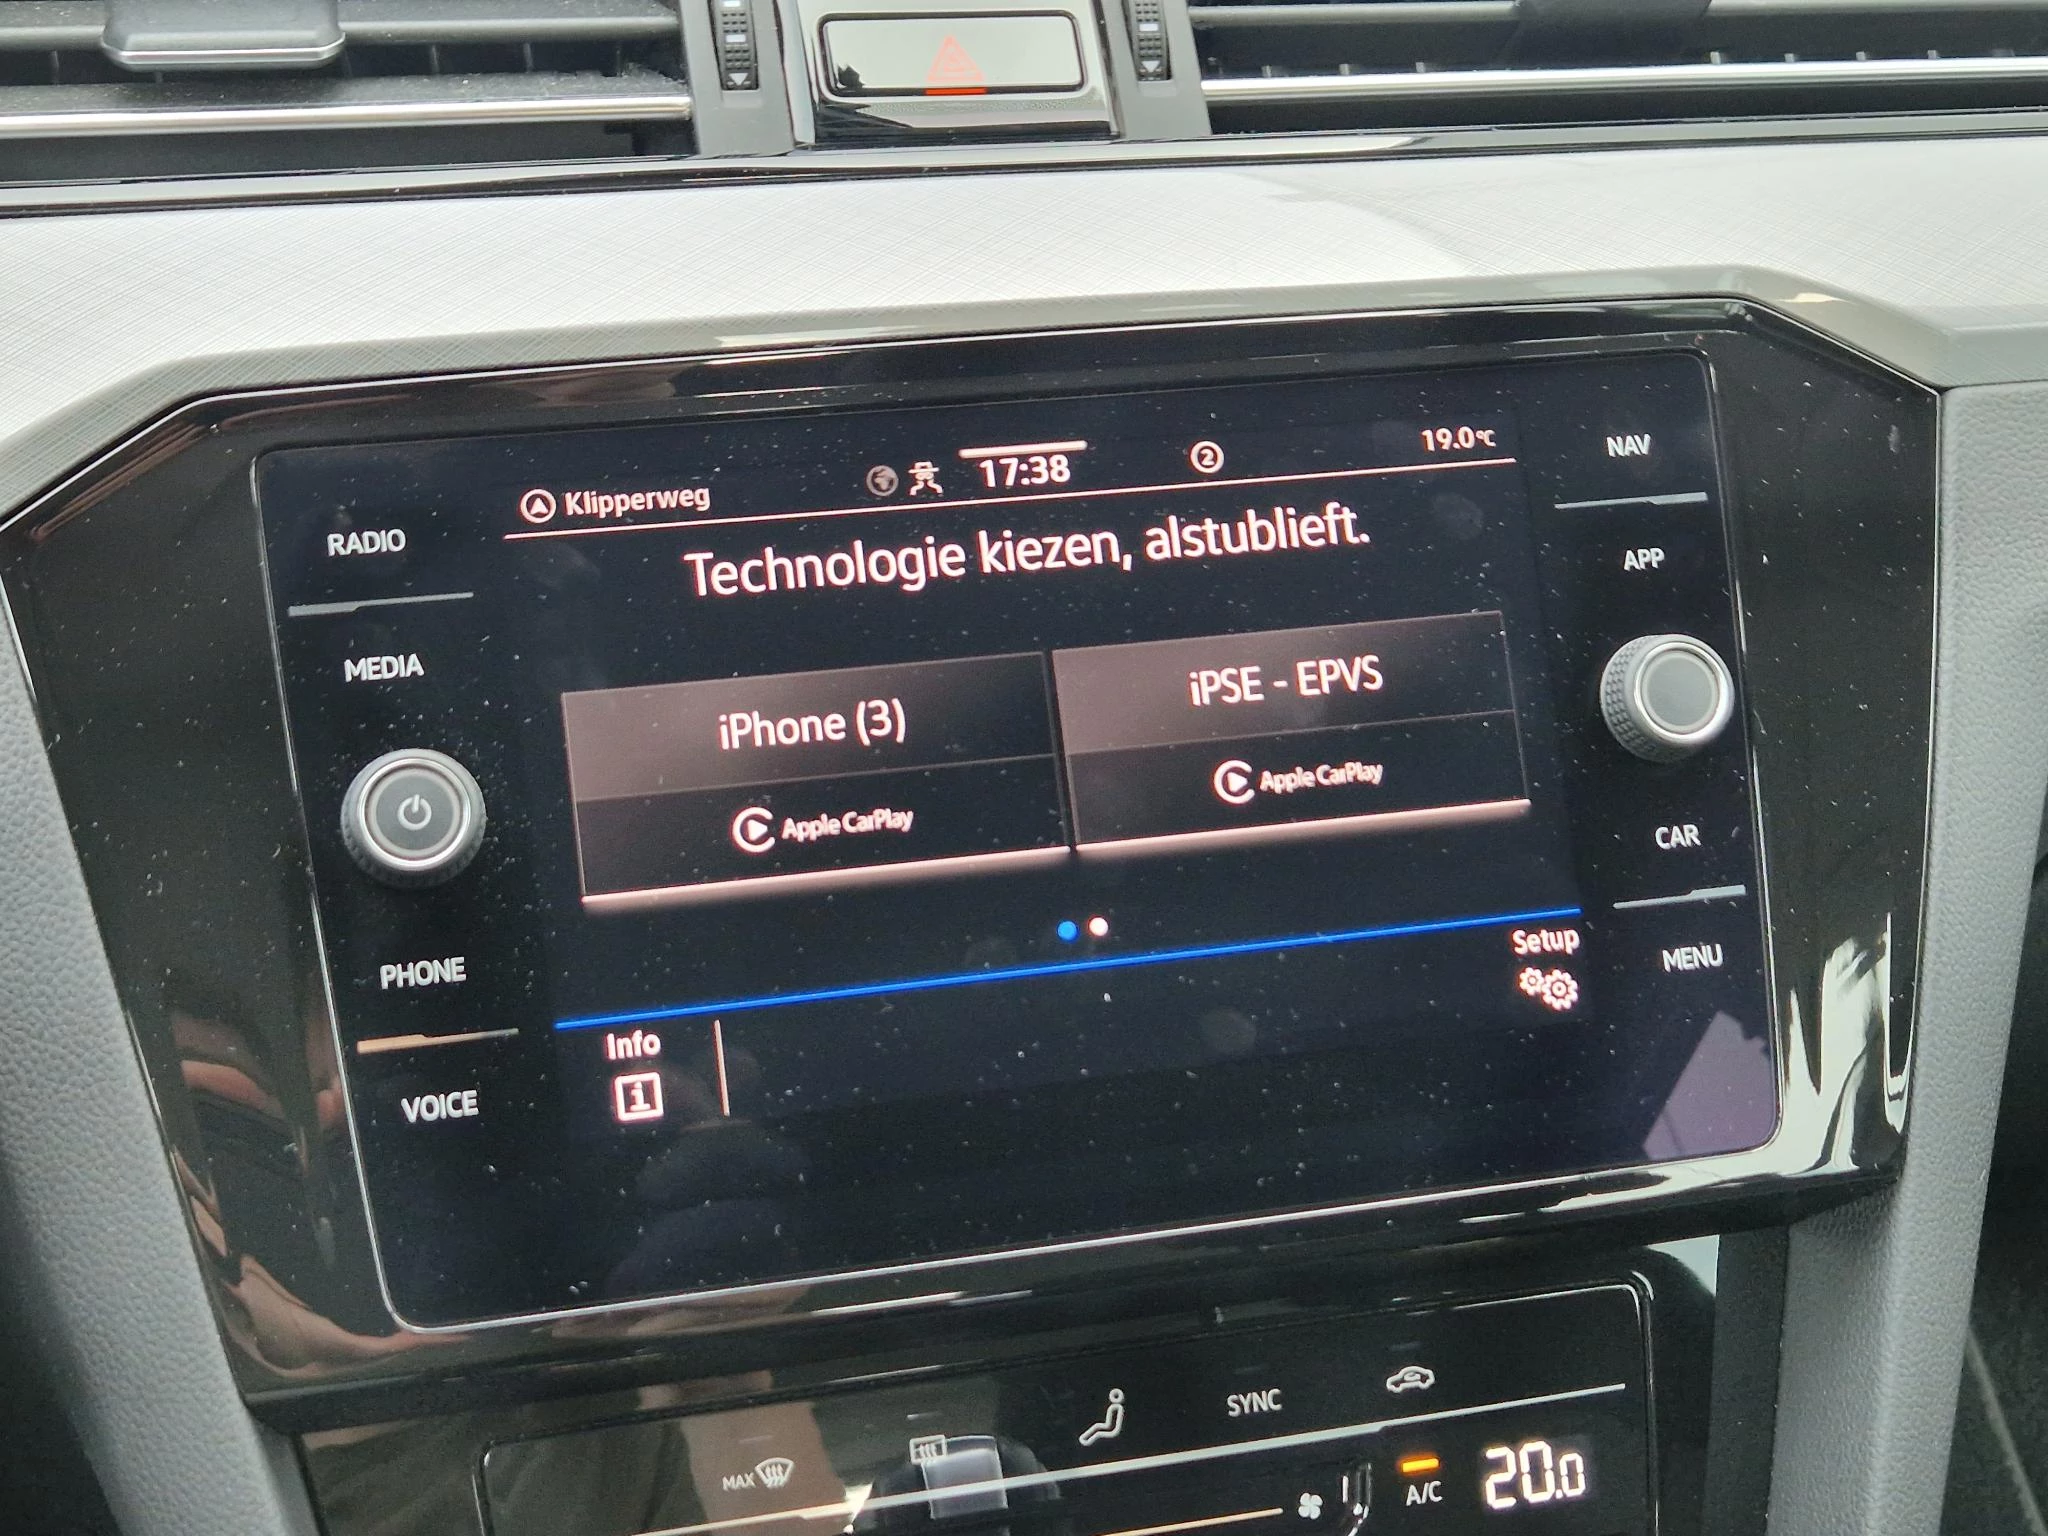 Klipperweg 17:38 2 19.0°C
Technologie kiezen, alstublieft.
iPhone (3)
Apple CarPlay
iPSE - EPVS
Apple CarPlay
Setup
Info
i
RADIO
MEDIA
PHONE
VOICE
NAV
APP
CAR
MENU
SYNC
MAX
A/C
20.0